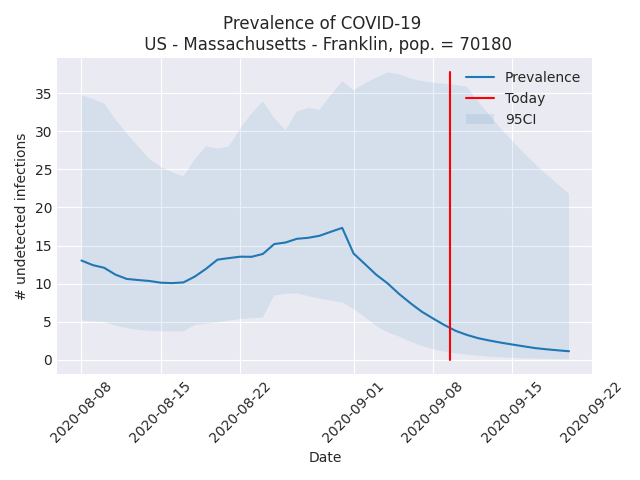 Prevalence of COVID-19
US - Massachusetts - Franklin, pop. = 70180
Prevalence
Today
95CI
35
30
25
20
15
10
5
0
# undetected infections
2020-08-08
2020-08-15
2020-08-22
2020-09-01
2020-09-08
2020-09-15
2020-09-22
Date